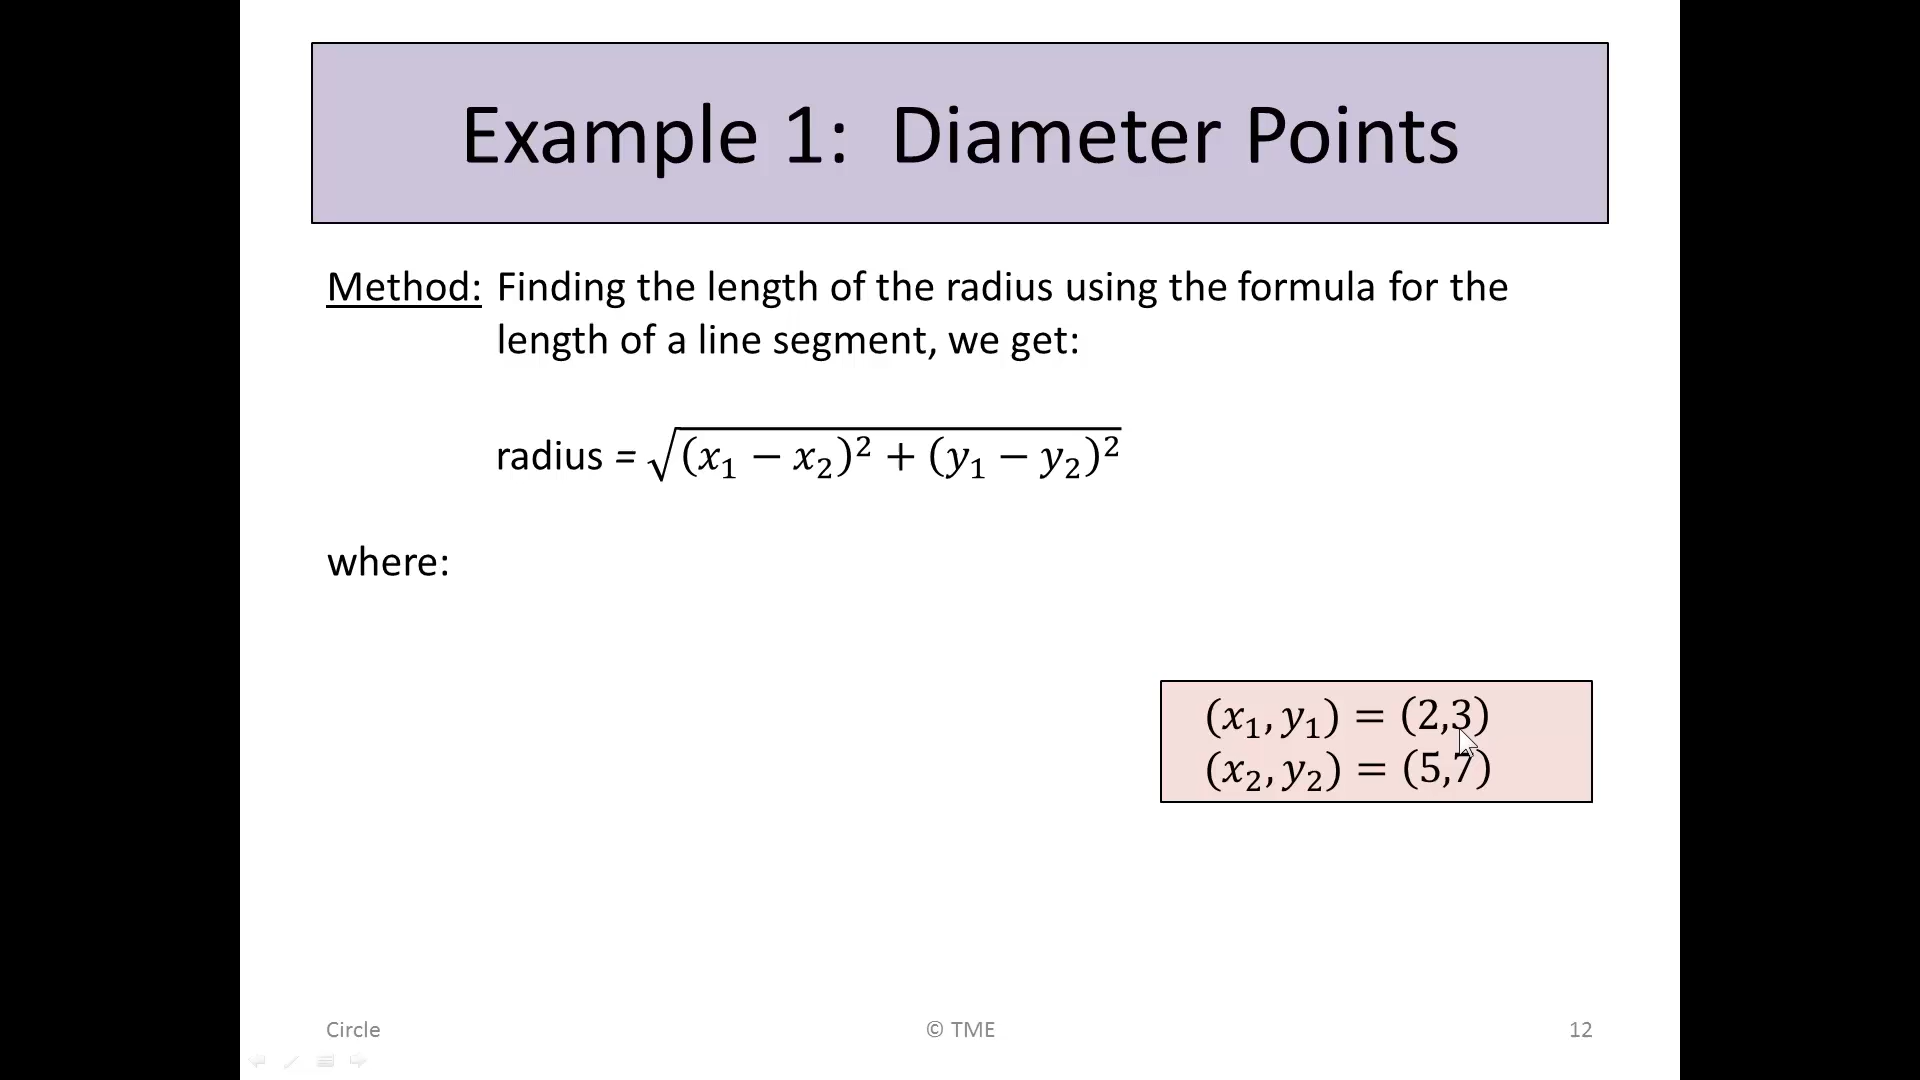 Example 1:  Diameter Points
Method: Finding the length of the radius using the formula for the
length of a line segment, we get:
radius = √(x₁ − x₂)² + (y₁ − y₂)²
where:
(x₁, y₁) = (2,3)
(x₂, y₂) = (5,7)
Circle © TME 12